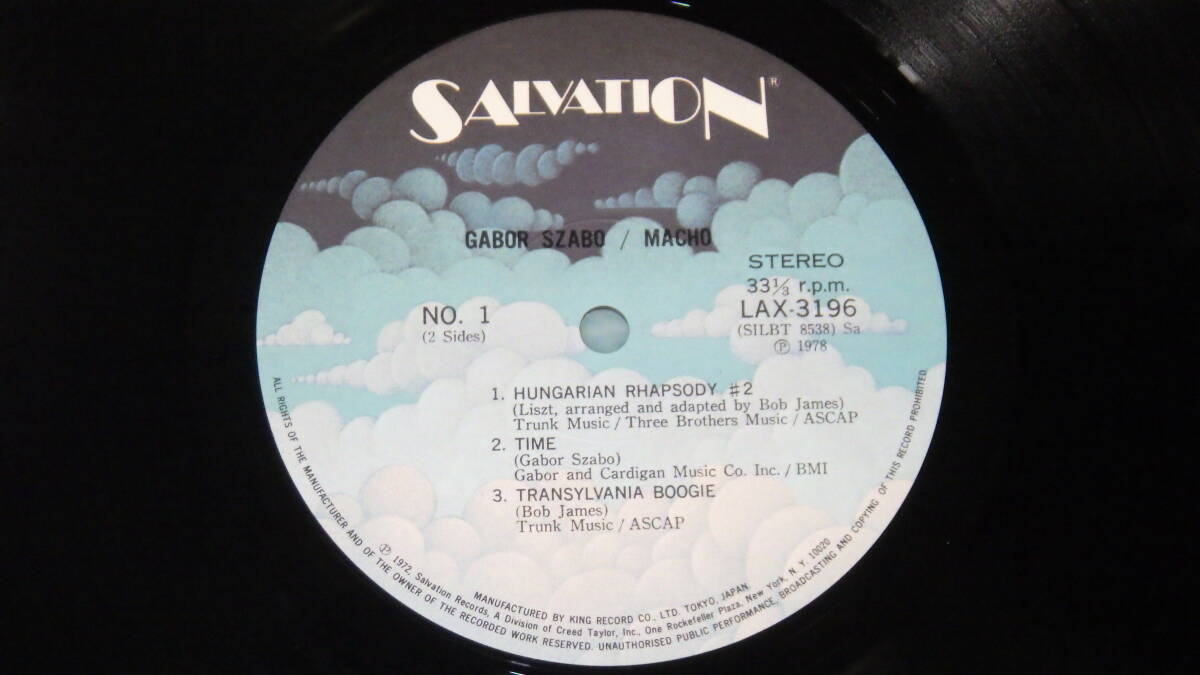 SALVATION®
GABOR SZABO / MACHO
STEREO
33⅓ r.p.m.
NO. 1
LAX-3196
(2 Sides)
(SILBT 8538) Sa
Ⓟ 1978
1. HUNGARIAN RHAPSODY #2
(Liszt, arranged and adapted by Bob James)
Trunk Music / Three Brothers Music / ASCAP
2. TIME
(Gabor Szabo)
Gabor and Cardigan Music Co. Inc. / BMI
3. TRANSYLVANIA BOOGIE
(Bob James)
Trunk Music / ASCAP
MANUFACTURED BY KING RECORD CO., LTD. TOKYO, JAPAN.
Ⓟ 1972, Salvation Records, A Division of Creed Taylor, Inc., One Rockefeller Plaza, New York, N. Y. 10020
ALL RIGHTS OF THE MANUFACTURER AND OF THE OWNER OF THE RECORDED WORK RESERVED. UNAUTHORISED PUBLIC PERFORMANCE, BROADCASTING AND COPYING OF THIS RECORD PROHIBITED